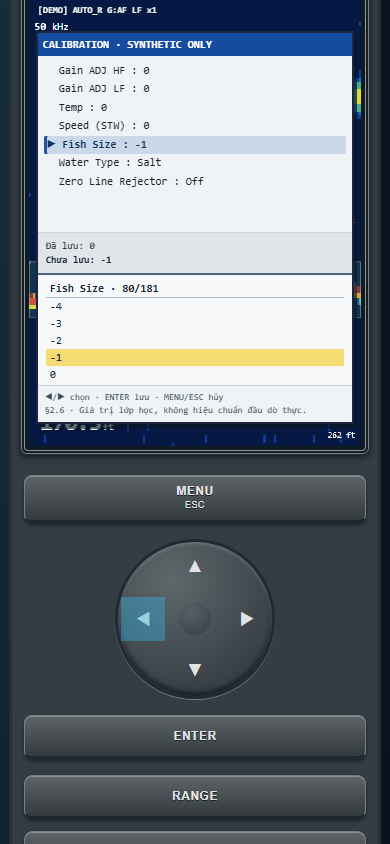 [DEMO] AUTO_R G:AF LF x1
50 kHz
CALIBRATION · SYNTHETIC ONLY
Gain ADJ HF : 0
Gain ADJ LF : 0
Temp : 0
Speed (STW) : 0
▶ Fish Size : -1
Water Type : Salt
Zero Line Rejector : Off
Đã lưu: 0
Chưa lưu: -1
Fish Size · 80/181
-4
-3
-2
-1
0
◀/▶ chọn · ENTER lưu · MENU/ESC hủy
§2.6 · Giá trị lớp học, không hiệu chuẩn đầu dò thực.
262 ft
MENU
ESC
▲
◀ ▶
▼
ENTER
RANGE